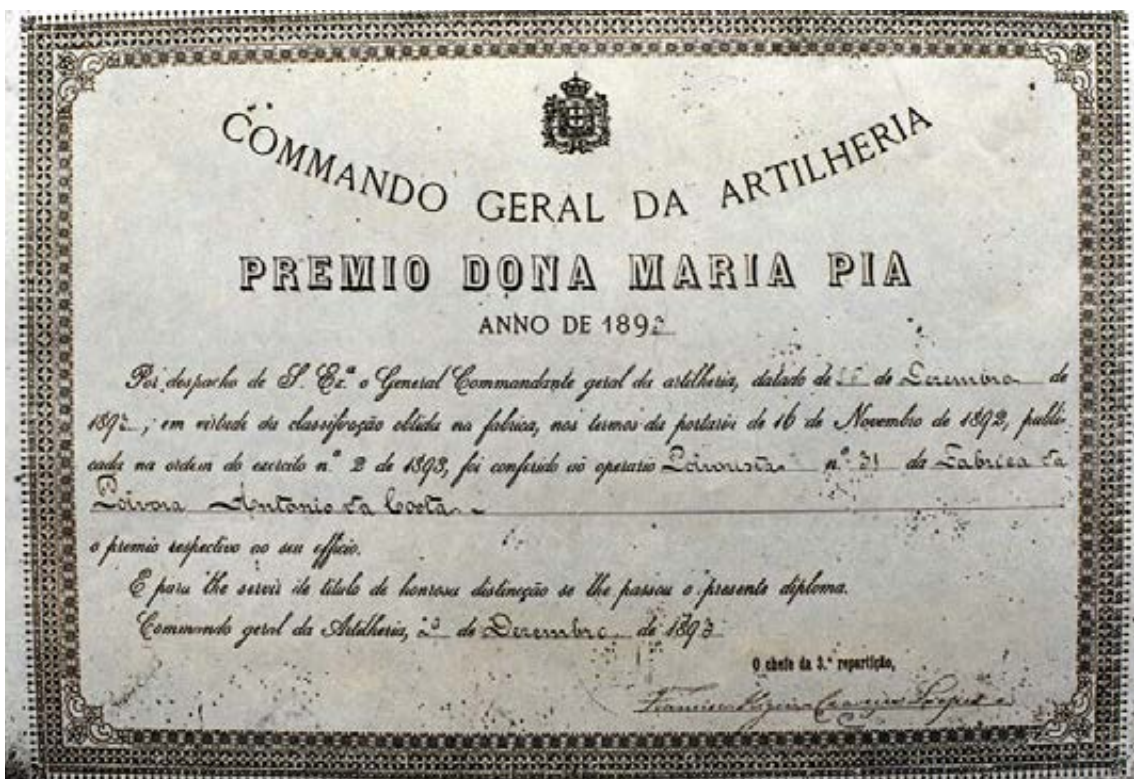 COMMANDO GERAL DA ARTILHERIA
PREMIO DONA MARIA PIA
ANNO DE 189
Por despacho de S. Ex.ª o General Commandante geral da artilheria, datado de de Dezembro de
189 ; em virtude da classificação obtida na fabrica, nos termos da portaria de 16 de Novembro de 1892, publi-
cada na ordem do exercito n.º 2 de 1893, foi conferido ao operario Polvorista n.º 31 da Fabrica da
Polvora Antonio da Costa
o premio respectivo ao seu officio.
E para lhe servir de titulo de honrosa distincção se lhe passou o presente diploma.
Commando geral da Artilheria, de Dezembro de 1893
O chefe da 3.ª repartição,
Francisco